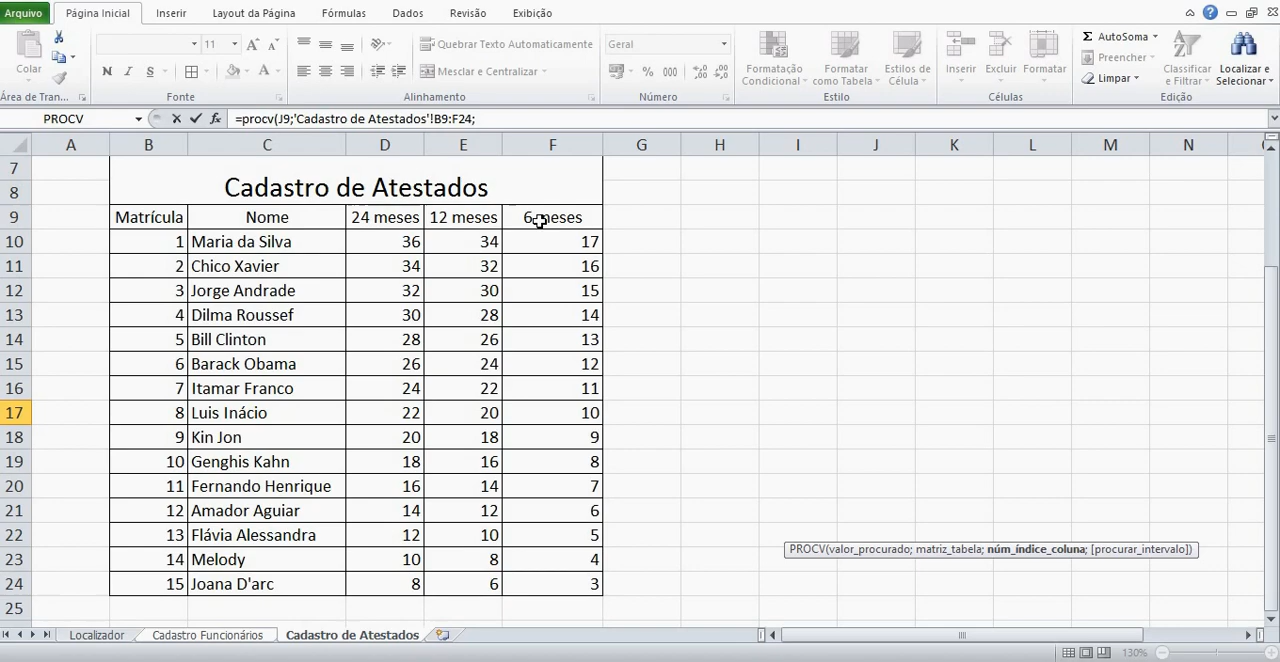 Arquivo Página Inicial Inserir Layout da Página Fórmulas Dados Revisão Exibição
11 A A Quebrar Texto Automaticamente Geral Σ AutoSoma
Colar N I S A Mesclar e Centralizar % 000 Formatação Condicional Formatar como Tabela Estilos de Célula Inserir Excluir Formatar Preencher Limpar Classificar e Filtrar Localizar e Selecionar
Área de Tran... Fonte Alinhamento Número Estilo Células Edição
PROCV fx =procv(J9;'Cadastro de Atestados'!B9:F24;
A B C D E F G H I J K L M N
7
8 Cadastro de Atestados
9 Matrícula Nome 24 meses 12 meses 6 meses
10 1 Maria da Silva 36 34 17
11 2 Chico Xavier 34 32 16
12 3 Jorge Andrade 32 30 15
13 4 Dilma Roussef 30 28 14
14 5 Bill Clinton 28 26 13
15 6 Barack Obama 26 24 12
16 7 Itamar Franco 24 22 11
17 8 Luis Inácio 22 20 10
18 9 Kin Jon 20 18 9
19 10 Genghis Kahn 18 16 8
20 11 Fernando Henrique 16 14 7
21 12 Amador Aguiar 14 12 6
22 13 Flávia Alessandra 12 10 5
23 14 Melody 10 8 4
24 15 Joana D'arc 8 6 3
25
PROCV(valor_procurado; matriz_tabela; núm_índice_coluna; [procurar_intervalo])
Localizador Cadastro Funcionários Cadastro de Atestados
130%